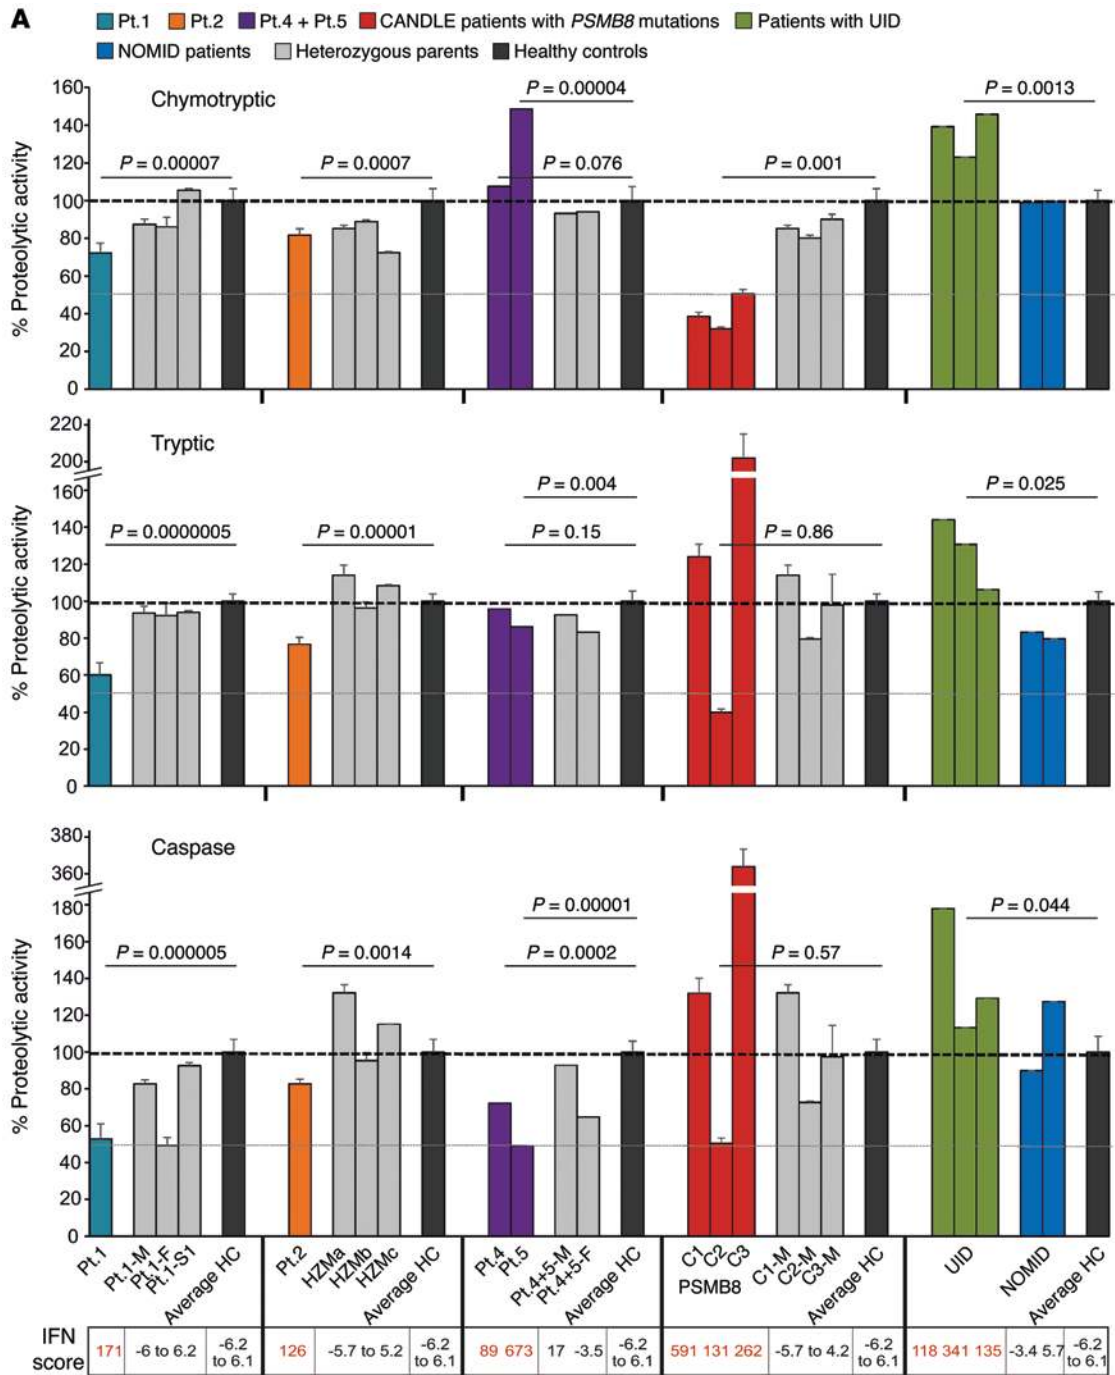 A
Pt.1 Pt.2 Pt.4 + Pt.5 CANDLE patients with PSMB8 mutations Patients with UID
NOMID patients Heterozygous parents Healthy controls
% Proteolytic activity
160
140
120
100
80
60
40
20
0
Chymotryptic
P = 0.00007
P = 0.0007
P = 0.00004
P = 0.076
P = 0.001
P = 0.0013
% Proteolytic activity
220
200
160
140
120
100
80
60
40
20
0
Tryptic
P = 0.0000005
P = 0.00001
P = 0.004
P = 0.15
P = 0.86
P = 0.025
% Proteolytic activity
380
360
180
160
140
120
100
80
60
40
20
0
Caspase
P = 0.000005
P = 0.0014
P = 0.00001
P = 0.0002
P = 0.57
P = 0.044
Pt.1
Pt.1-M
Pt.1-F
Pt.1-S1
Average HC
Pt.2
HZMa
HZMb
HZMc
Average HC
Pt.4
Pt.5
Pt.4+5-M
Pt.4+5-F
Average HC
C1
C2
C3
PSMB8
C1-M
C2-M
C3-M
Average HC
UID
NOMID
Average HC
IFN score
171
-6 to 6.2
-6.2 to 6.1
126
-5.7 to 5.2
-6.2 to 6.1
89 673
17 -3.5
-6.2 to 6.1
591 131 262
-5.7 to 4.2
-6.2 to 6.1
118 341 135
-3.4 5.7
-6.2 to 6.1